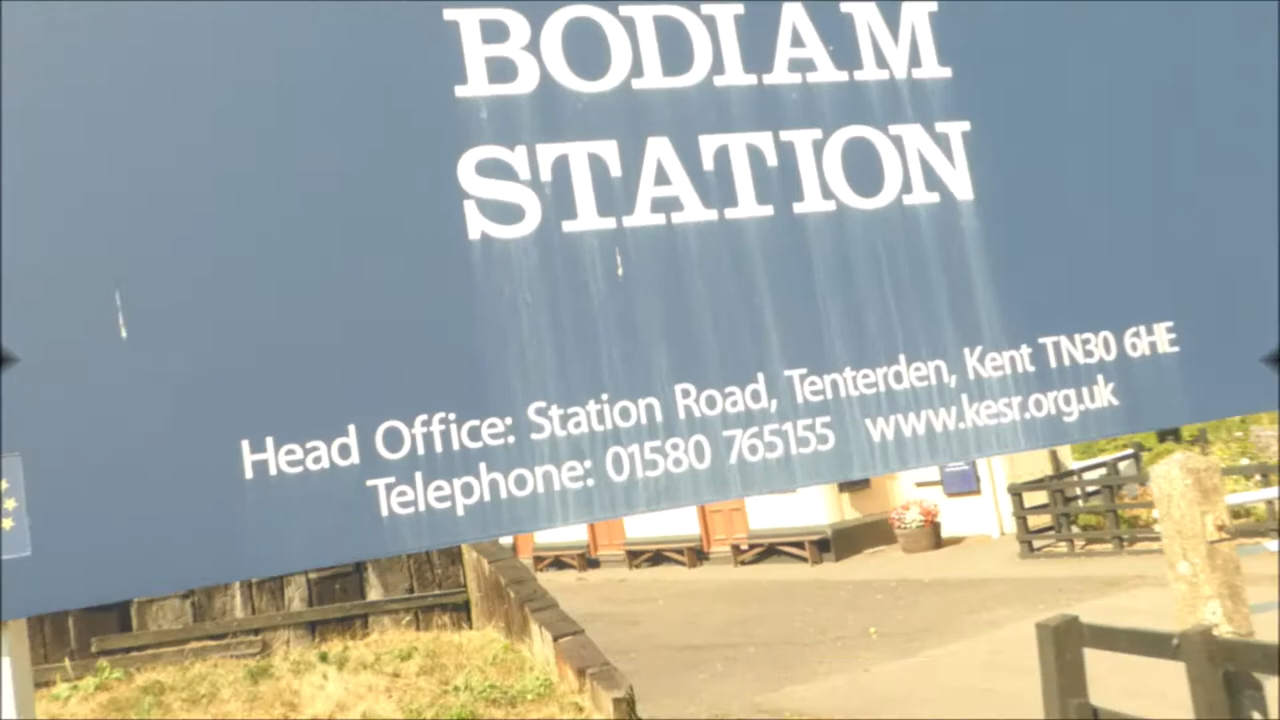 BODIAM
STATION
Head Office: Station Road, Tenterden, Kent TN30 6HE
Telephone: 01580 765155 www.kesr.org.uk